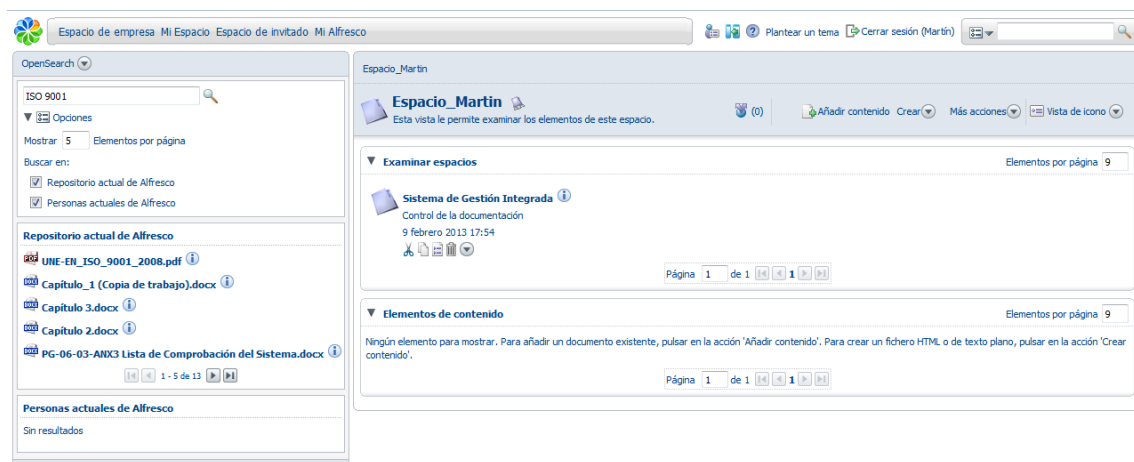 Espacio de empresa Mi Espacio Espacio de invitado Mi Alfresco
Plantear un tema Cerrar sesión (Martín)
OpenSearch
ISO 9001
Opciones
Mostrar 5 Elementos por página
Buscar en:
Repositorio actual de Alfresco
Personas actuales de Alfresco
Repositorio actual de Alfresco
UNE-EN_ISO_9001_2008.pdf
Capítulo_1 (Copia de trabajo).docx
Capítulo 3.docx
Capítulo 2.docx
PG-06-03-ANX3 Lista de Comprobación del Sistema.docx
1 - 5 de 13
Personas actuales de Alfresco
Sin resultados
Espacio_Martin
Espacio_Martin
Esta vista le permite examinar los elementos de este espacio.
(0)
Añadir contenido Crear Más acciones Vista de icono
Examinar espacios
Elementos por página 9
Sistema de Gestión Integrada
Control de la documentación
9 febrero 2013 17:54
Página 1 de 1 1
Elementos de contenido
Elementos por página 9
Ningún elemento para mostrar. Para añadir un documento existente, pulsar en la acción 'Añadir contenido'. Para crear un fichero HTML o de texto plano, pulsar en la acción 'Crear
contenido'.
Página 1 de 1 1